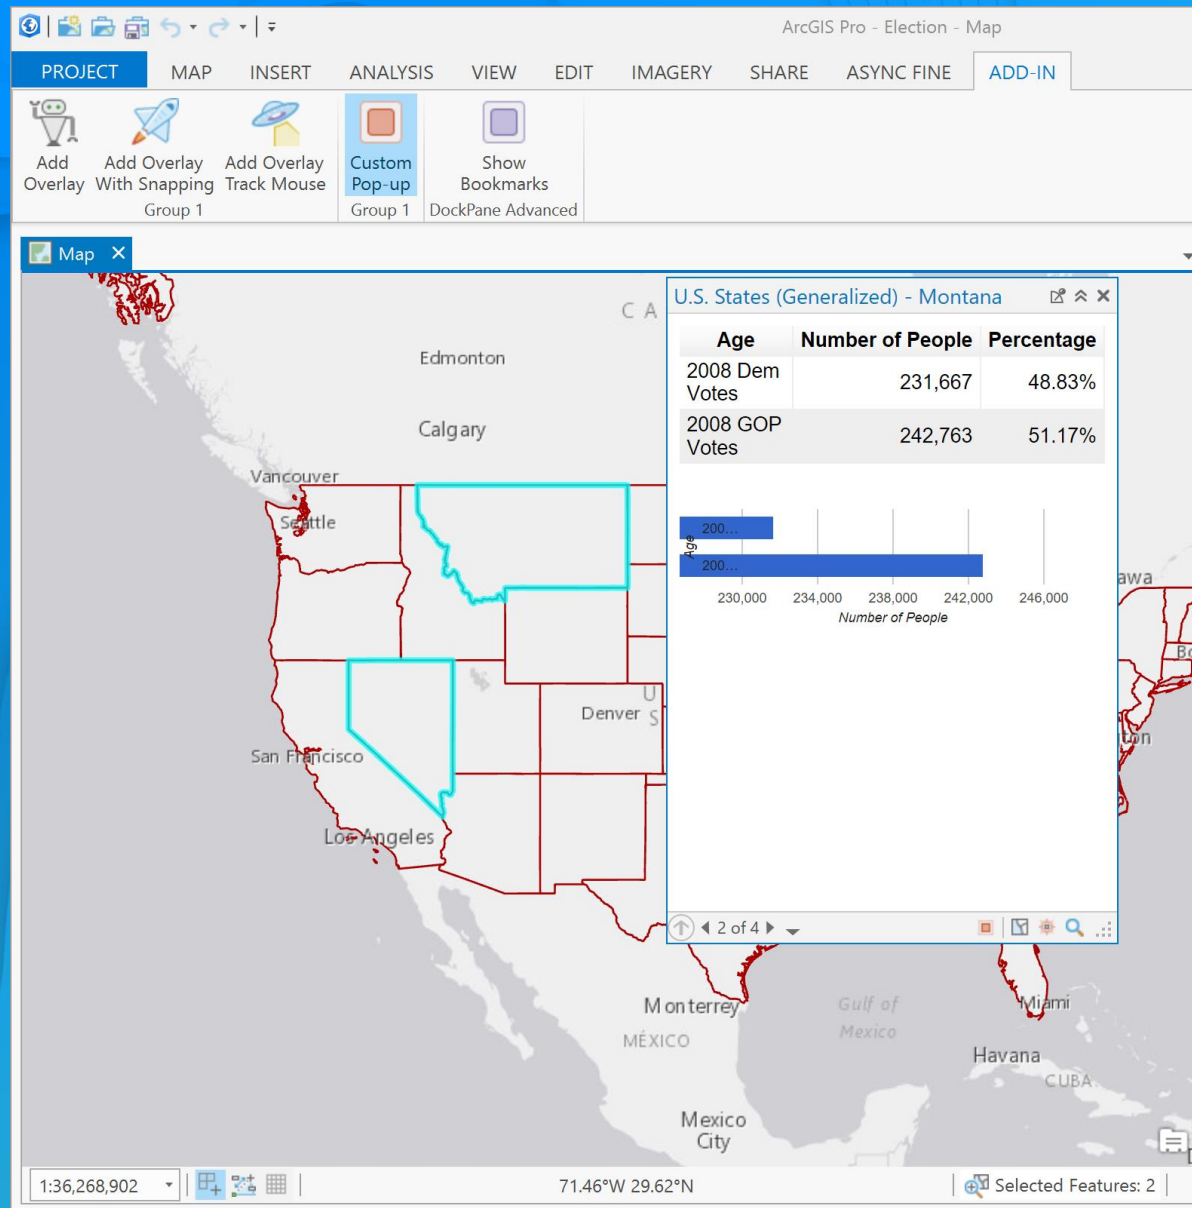 ArcGIS Pro - Election - Map
PROJECT MAP INSERT ANALYSIS VIEW EDIT IMAGERY SHARE ASYNC FINE ADD-IN
Add Overlay
Add Overlay With Snapping
Add Overlay Track Mouse
Group 1
Custom Pop-up
Group 1
Show Bookmarks
DockPane Advanced
Map
U.S. States (Generalized) - Montana
Age Number of People Percentage
2008 Dem Votes 231,667 48.83%
2008 GOP Votes 242,763 51.17%
Age
200...
200...
230,000 234,000 238,000 242,000 246,000
Number of People
2 of 4
C A
Edmonton
Calgary
Vancouver
Seattle
U
Denver
S
San Francisco
Los Angeles
awa
Bo
ton
Monterrey
MÉXICO
Gulf of
Mexico
Miami
Havana
CUBA
Mexico
City
1:36,268,902
71.46°W 29.62°N
Selected Features: 2